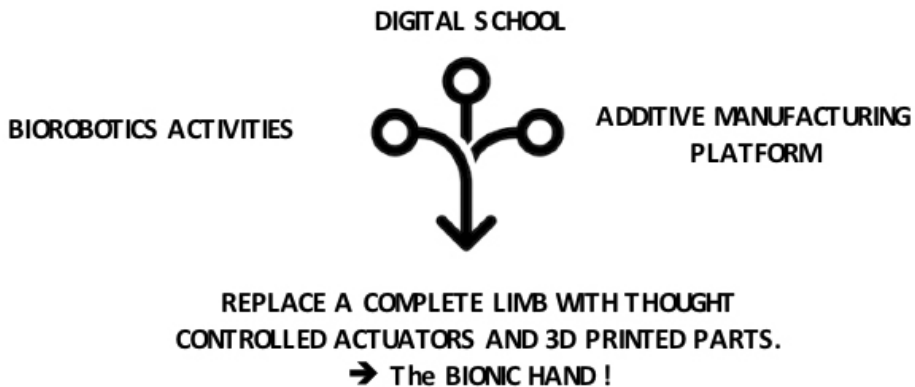 DIGITAL SCHOOL
BIOROBOTICS ACTIVITIES
ADDITIVE MANUFACTURING
PLATFORM
REPLACE A COMPLETE LIMB WITH THOUGHT
CONTROLLED ACTUATORS AND 3D PRINTED PARTS.
➔ The BIONIC HAND !